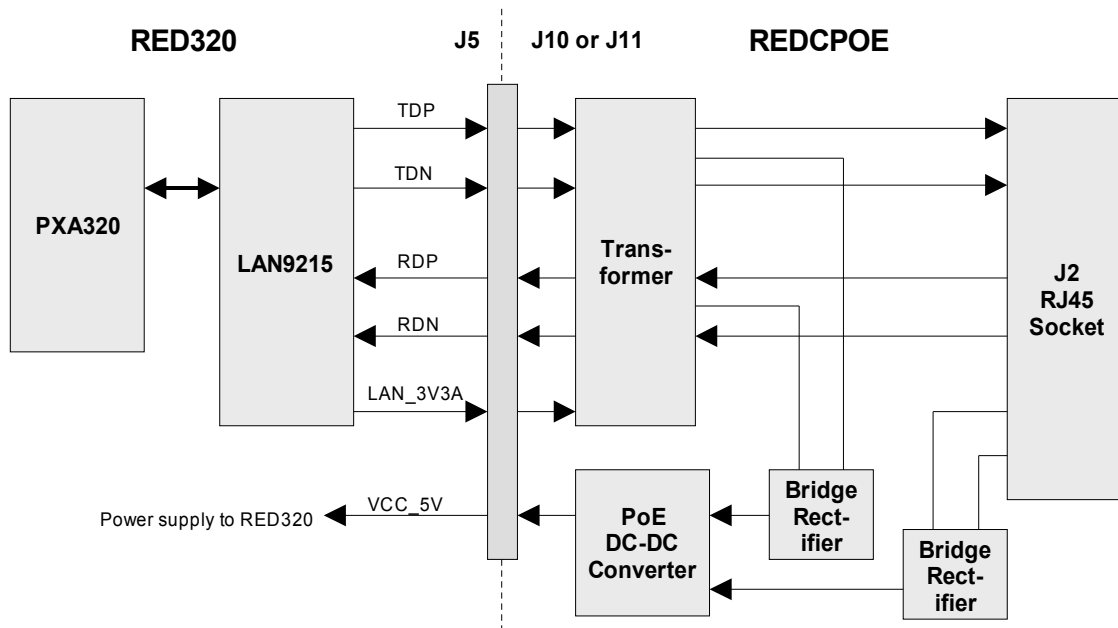 RED320
J5
J10 or J11
REDCPOE
PXA320
LAN9215
TDP
TDN
RDP
RDN
LAN_3V3A
VCC_5V
Power supply to RED320
Trans-
former
PoE
DC-DC
Converter
Bridge
Rect-
ifier
Bridge
Rect-
ifier
J2
RJ45
Socket